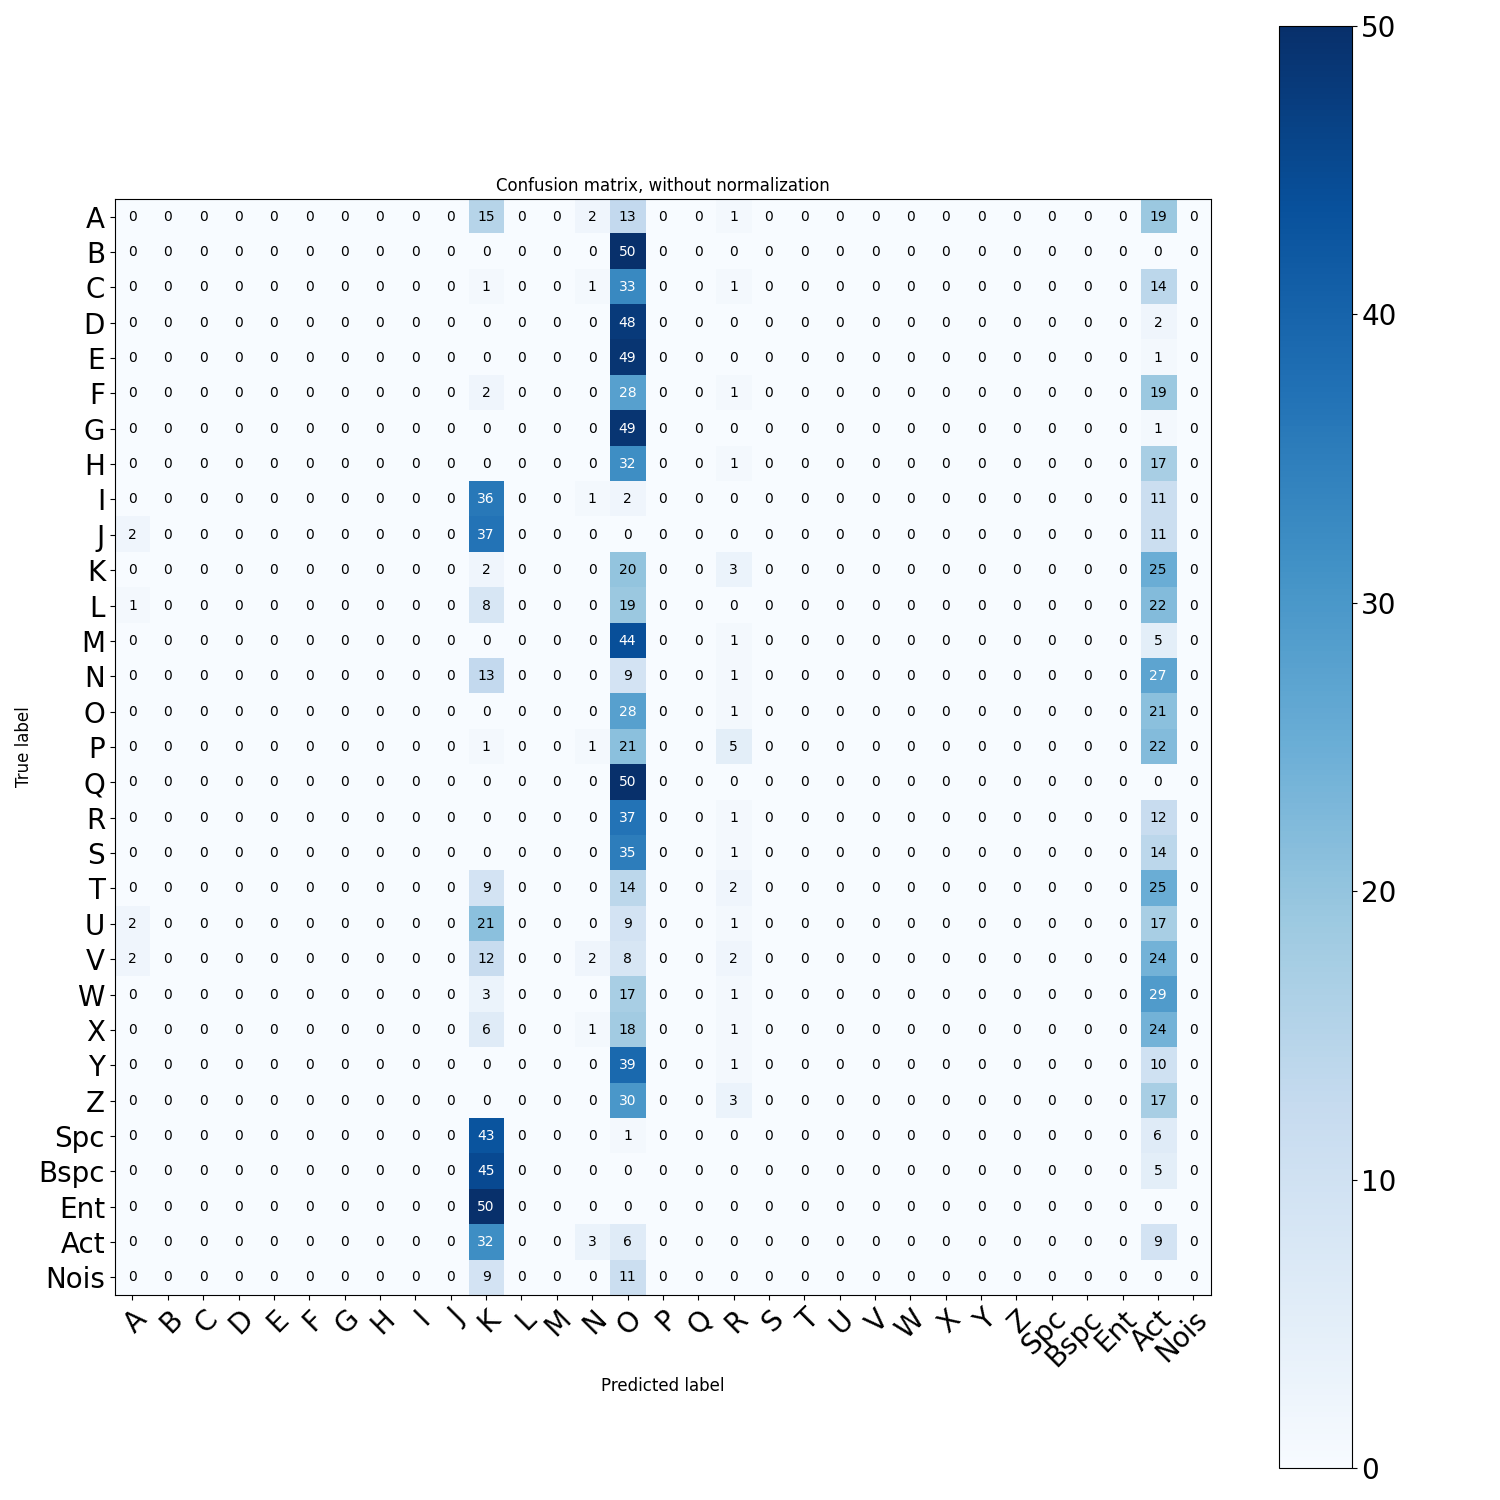 Confusion matrix, without normalization
A 0 0 0 0 0 0 0 0 0 0 15 0 0 2 13 0 0 1 0 0 0 0 0 0 0 0 0 0 0 19 0
B 0 0 0 0 0 0 0 0 0 0 0 0 0 0 50 0 0 0 0 0 0 0 0 0 0 0 0 0 0 0 0
C 0 0 0 0 0 0 0 0 0 0 1 0 0 1 33 0 0 1 0 0 0 0 0 0 0 0 0 0 0 14 0
D 0 0 0 0 0 0 0 0 0 0 0 0 0 0 48 0 0 0 0 0 0 0 0 0 0 0 0 0 0 2 0
E 0 0 0 0 0 0 0 0 0 0 0 0 0 0 49 0 0 0 0 0 0 0 0 0 0 0 0 0 0 1 0
F 0 0 0 0 0 0 0 0 0 0 2 0 0 0 28 0 0 1 0 0 0 0 0 0 0 0 0 0 0 19 0
G 0 0 0 0 0 0 0 0 0 0 0 0 0 0 49 0 0 0 0 0 0 0 0 0 0 0 0 0 0 1 0
H 0 0 0 0 0 0 0 0 0 0 0 0 0 0 32 0 0 1 0 0 0 0 0 0 0 0 0 0 0 17 0
I 0 0 0 0 0 0 0 0 0 0 36 0 0 1 2 0 0 0 0 0 0 0 0 0 0 0 0 0 0 11 0
J 2 0 0 0 0 0 0 0 0 0 37 0 0 0 0 0 0 0 0 0 0 0 0 0 0 0 0 0 0 11 0
K 0 0 0 0 0 0 0 0 0 0 2 0 0 0 20 0 0 3 0 0 0 0 0 0 0 0 0 0 0 25 0
L 1 0 0 0 0 0 0 0 0 0 8 0 0 0 19 0 0 0 0 0 0 0 0 0 0 0 0 0 0 22 0
M 0 0 0 0 0 0 0 0 0 0 0 0 0 0 44 0 0 1 0 0 0 0 0 0 0 0 0 0 0 5 0
N 0 0 0 0 0 0 0 0 0 0 13 0 0 0 9 0 0 1 0 0 0 0 0 0 0 0 0 0 0 27 0
O 0 0 0 0 0 0 0 0 0 0 0 0 0 0 28 0 0 1 0 0 0 0 0 0 0 0 0 0 0 21 0
P 0 0 0 0 0 0 0 0 0 0 1 0 0 1 21 0 0 5 0 0 0 0 0 0 0 0 0 0 0 22 0
Q 0 0 0 0 0 0 0 0 0 0 0 0 0 0 50 0 0 0 0 0 0 0 0 0 0 0 0 0 0 0 0
R 0 0 0 0 0 0 0 0 0 0 0 0 0 0 37 0 0 1 0 0 0 0 0 0 0 0 0 0 0 12 0
S 0 0 0 0 0 0 0 0 0 0 0 0 0 0 35 0 0 1 0 0 0 0 0 0 0 0 0 0 0 14 0
T 0 0 0 0 0 0 0 0 0 0 9 0 0 0 14 0 0 2 0 0 0 0 0 0 0 0 0 0 0 25 0
U 2 0 0 0 0 0 0 0 0 0 21 0 0 0 9 0 0 1 0 0 0 0 0 0 0 0 0 0 0 17 0
V 2 0 0 0 0 0 0 0 0 0 12 0 0 2 8 0 0 2 0 0 0 0 0 0 0 0 0 0 0 24 0
W 0 0 0 0 0 0 0 0 0 0 3 0 0 0 17 0 0 1 0 0 0 0 0 0 0 0 0 0 0 29 0
X 0 0 0 0 0 0 0 0 0 0 6 0 0 1 18 0 0 1 0 0 0 0 0 0 0 0 0 0 0 24 0
Y 0 0 0 0 0 0 0 0 0 0 0 0 0 0 39 0 0 1 0 0 0 0 0 0 0 0 0 0 0 10 0
Z 0 0 0 0 0 0 0 0 0 0 0 0 0 0 30 0 0 3 0 0 0 0 0 0 0 0 0 0 0 17 0
Spc 0 0 0 0 0 0 0 0 0 0 43 0 0 0 1 0 0 0 0 0 0 0 0 0 0 0 0 0 0 6 0
Bspc 0 0 0 0 0 0 0 0 0 0 45 0 0 0 0 0 0 0 0 0 0 0 0 0 0 0 0 0 0 5 0
Ent 0 0 0 0 0 0 0 0 0 0 50 0 0 0 0 0 0 0 0 0 0 0 0 0 0 0 0 0 0 0 0
Act 0 0 0 0 0 0 0 0 0 0 32 0 0 3 6 0 0 0 0 0 0 0 0 0 0 0 0 0 0 9 0
Nois 0 0 0 0 0 0 0 0 0 0 9 0 0 0 11 0 0 0 0 0 0 0 0 0 0 0 0 0 0 0 0
A B C D E F G H I J K L M N O P Q R S T U V W X Y Z Spc Bspc Ent Act Nois
Predicted label
True label
50
40
30
20
10
0